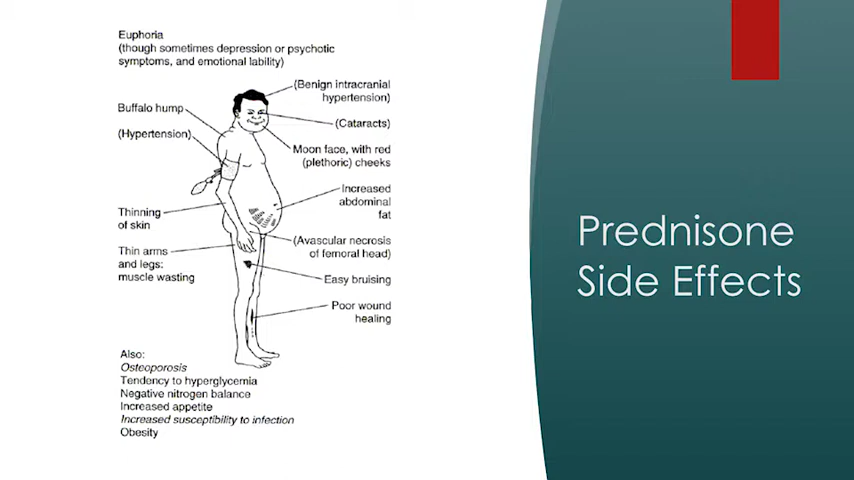 Euphoria
(though sometimes depression or psychotic
symptoms, and emotional lability)
(Benign intracranial
hypertension)
Buffalo hump
(Cataracts)
(Hypertension)
Moon face, with red
(plethoric) cheeks
Increased
abdominal
fat
Thinning
of skin
(Avascular necrosis
of femoral head)
Thin arms
and legs:
muscle wasting
Easy bruising
Poor wound
healing
Also:
Osteoporosis
Tendency to hyperglycemia
Negative nitrogen balance
Increased appetite
Increased susceptibility to infection
Obesity
Prednisone
Side Effects